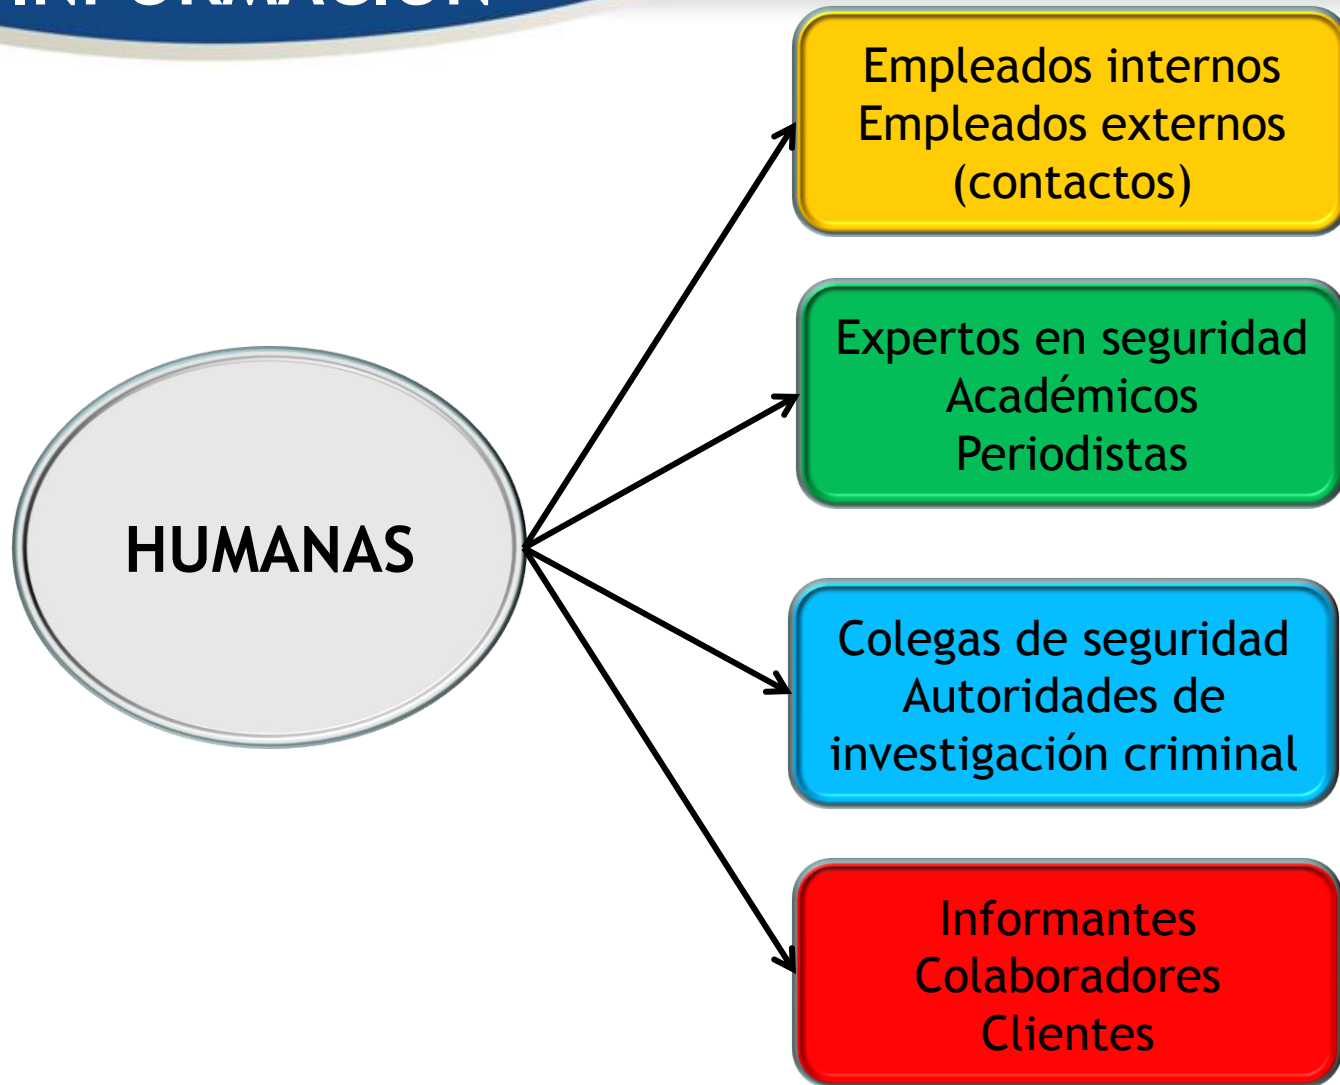 INFORMACIÓN
Empleados internos
Empleados externos
(contactos)
Expertos en seguridad
Académicos
Periodistas
HUMANAS
Colegas de seguridad
Autoridades de
investigación criminal
Informantes
Colaboradores
Clientes